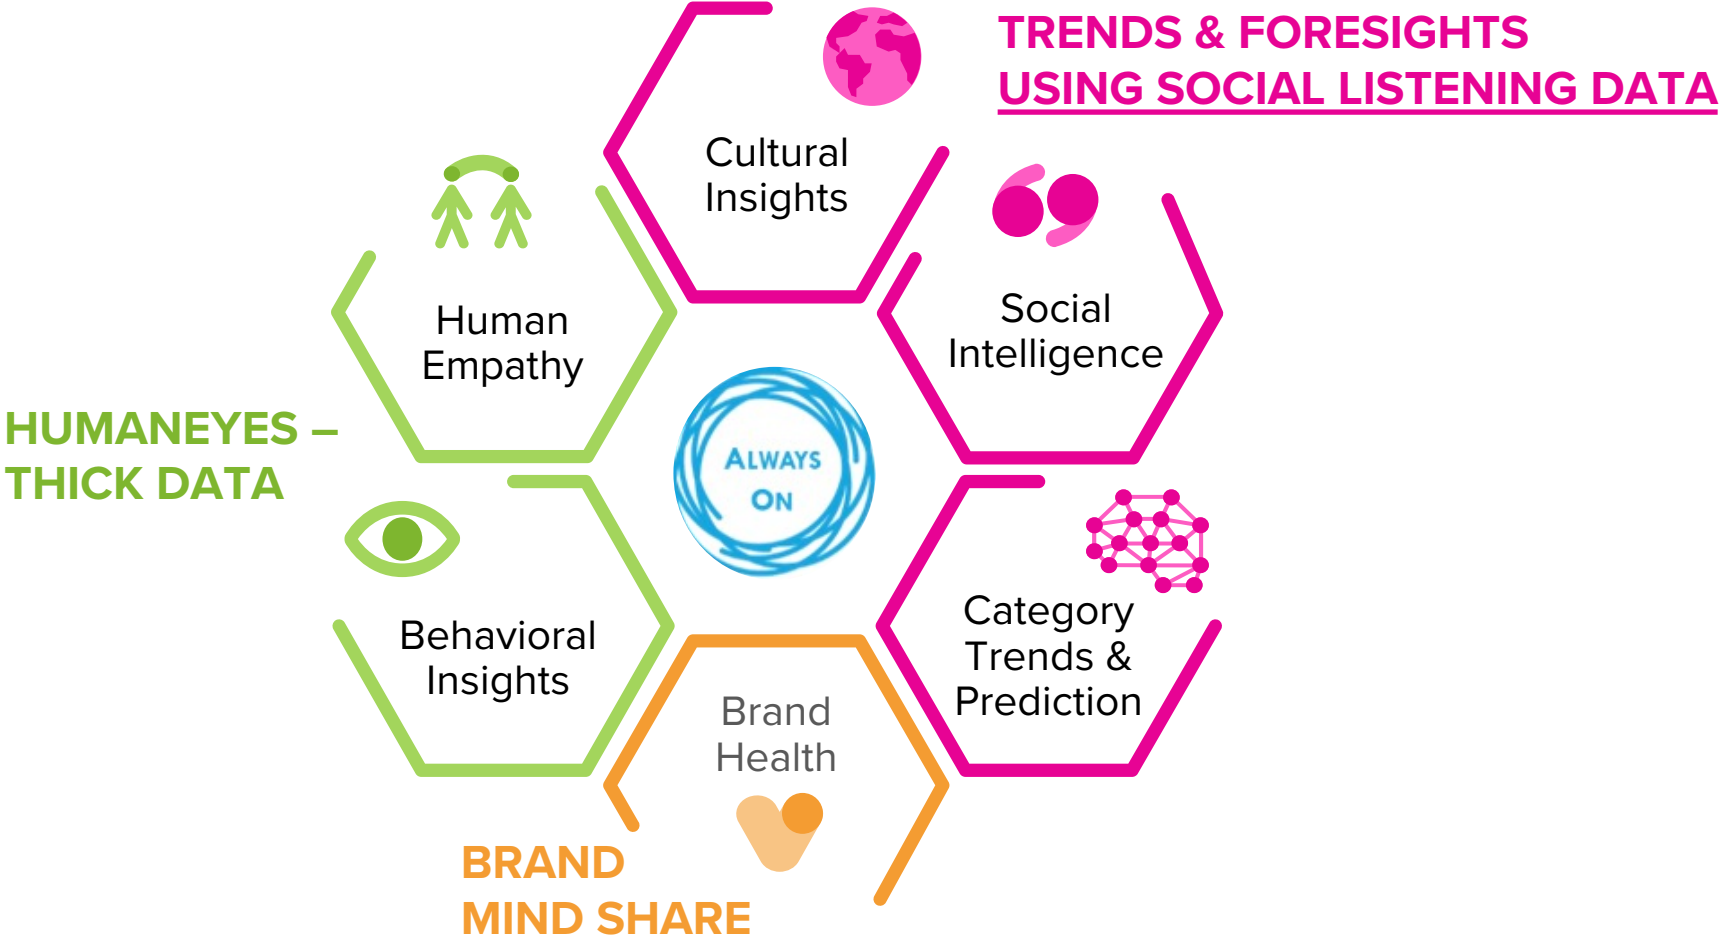 TRENDS & FORESIGHTS
USING SOCIAL LISTENING DATA
Cultural
Insights
Social
Intelligence
Human
Empathy
HUMANEYES –
THICK DATA
ALWAYS
ON
Behavioral
Insights
Category
Trends &
Prediction
Brand
Health
BRAND
MIND SHARE